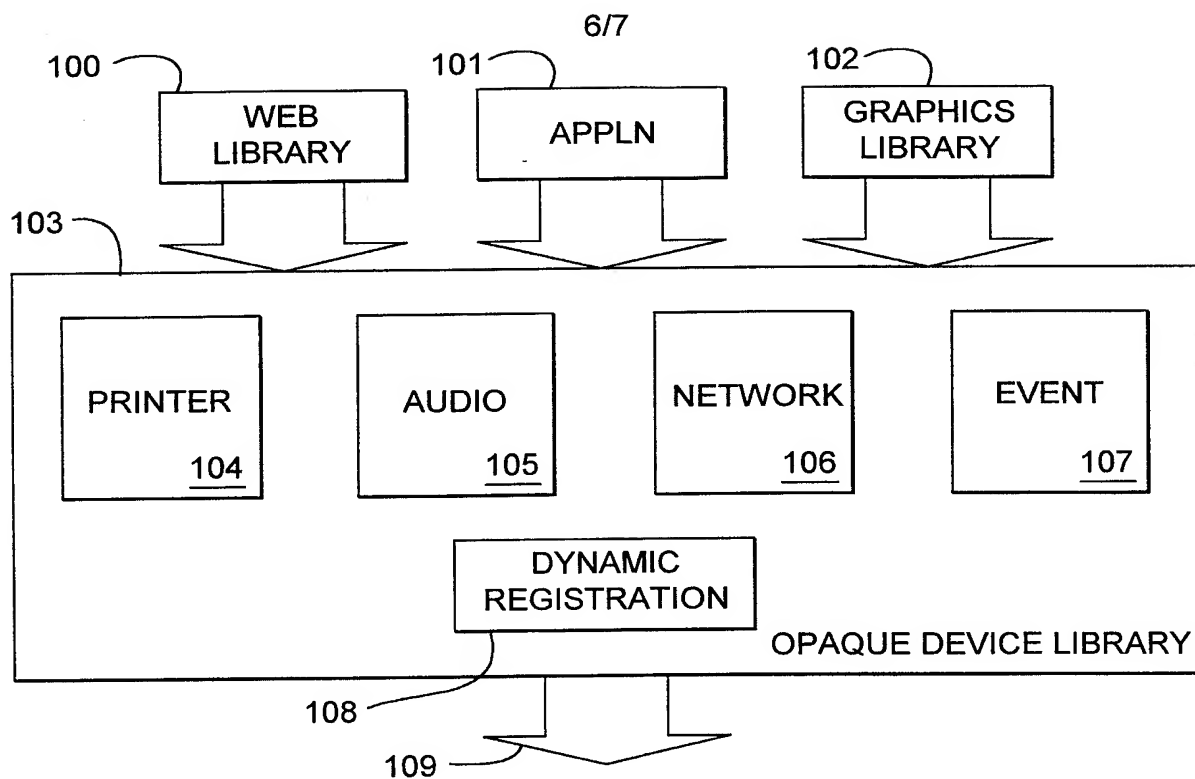 6/7
100
101
102
WEB
LIBRARY
APPLN
GRAPHICS
LIBRARY
103
PRINTER
104
AUDIO
105
NETWORK
106
EVENT
107
DYNAMIC
REGISTRATION
OPAQUE DEVICE LIBRARY
108
109